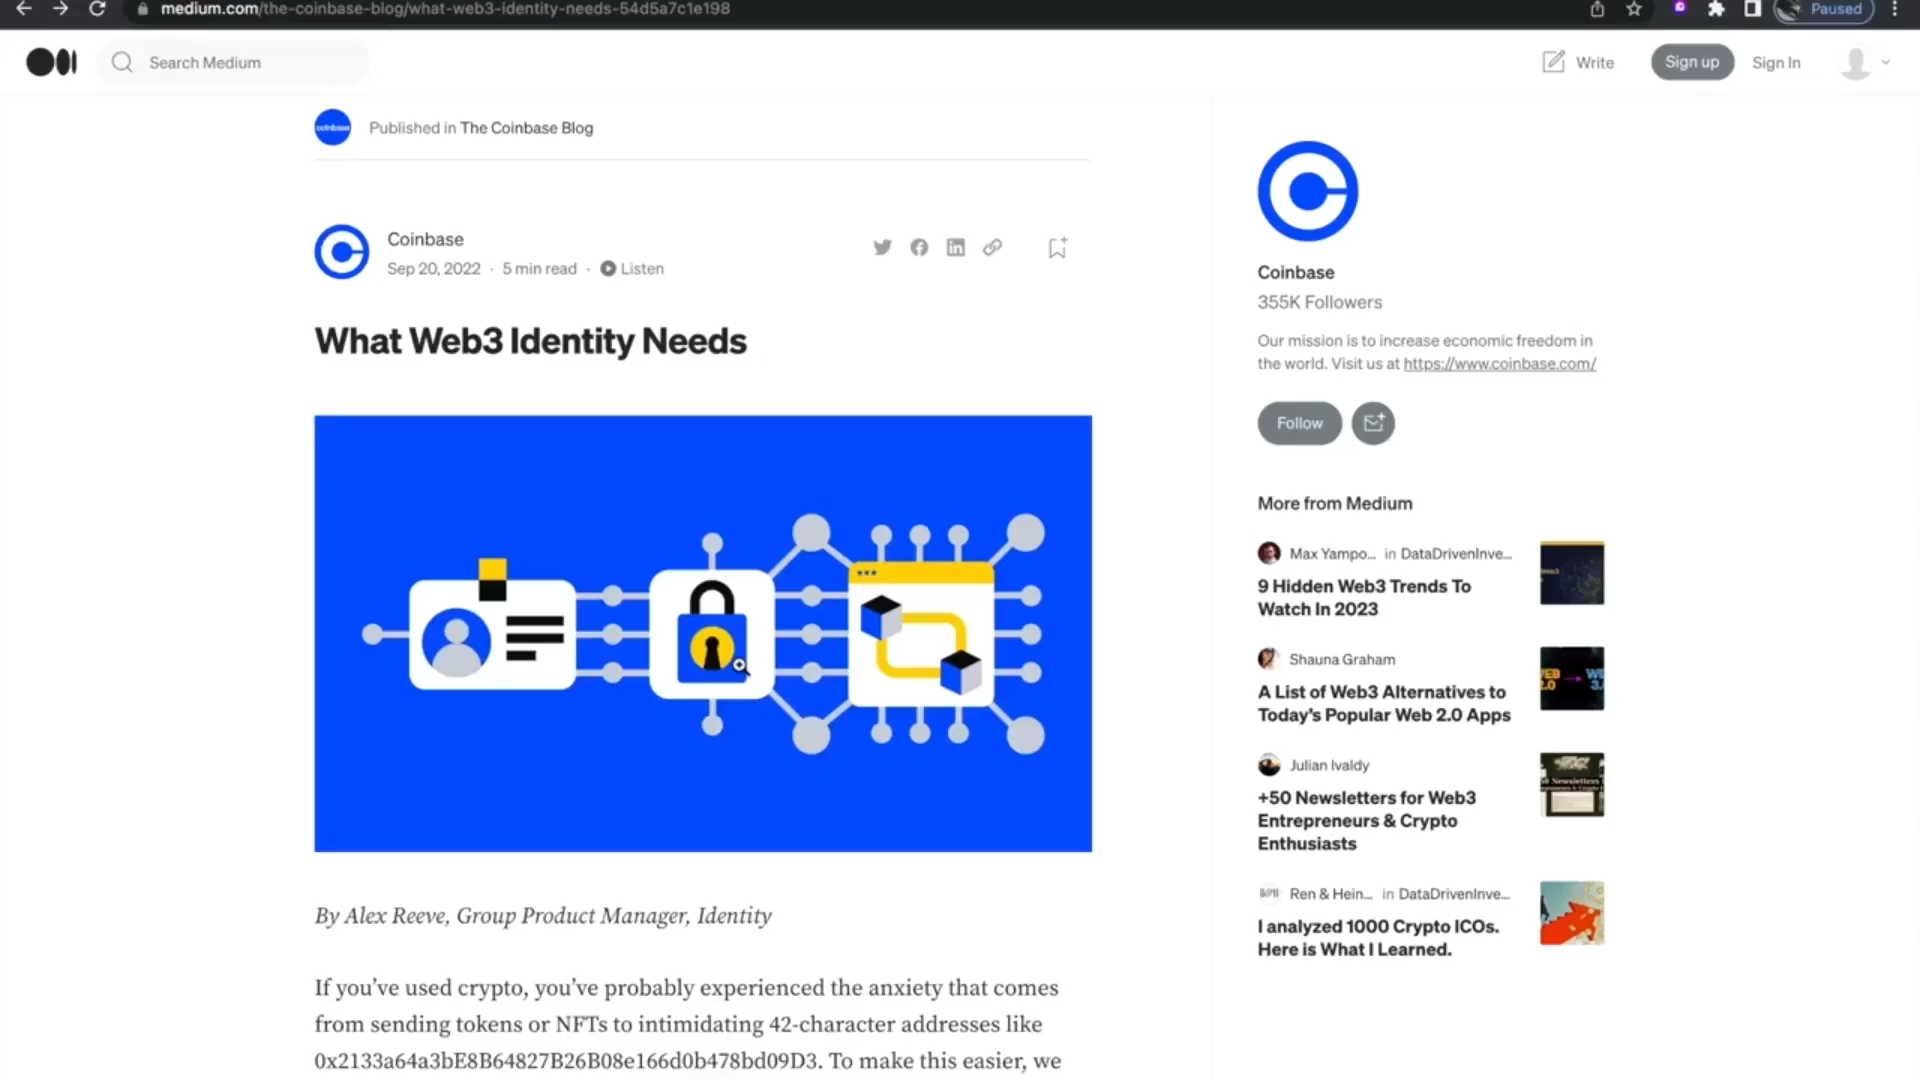 medium.com/the-coinbase-blog/what-web3-identity-needs-54d5a7c1e198
Paused
Search Medium
Write
Sign up
Sign In
coinbase
Published in The Coinbase Blog
Coinbase
Sep 20, 2022 · 5 min read · Listen
What Web3 Identity Needs
By Alex Reeve, Group Product Manager, Identity
If you’ve used crypto, you’ve probably experienced the anxiety that comes
from sending tokens or NFTs to intimidating 42-character addresses like
0x2133a64a3bE8B64827B26B08e166d0b478bd09D3. To make this easier, we
Coinbase
355K Followers
Our mission is to increase economic freedom in
the world. Visit us at https://www.coinbase.com/
Follow
More from Medium
Max Yampo... in DataDrivenInve...
9 Hidden Web3 Trends To
Watch In 2023
Shauna Graham
A List of Web3 Alternatives to
Today’s Popular Web 2.0 Apps
Julian Ivaldy
+50 Newsletters for Web3
Entrepreneurs & Crypto
Enthusiasts
Ren & Hein... in DataDrivenInve...
I analyzed 1000 Crypto ICOs.
Here is What I Learned.